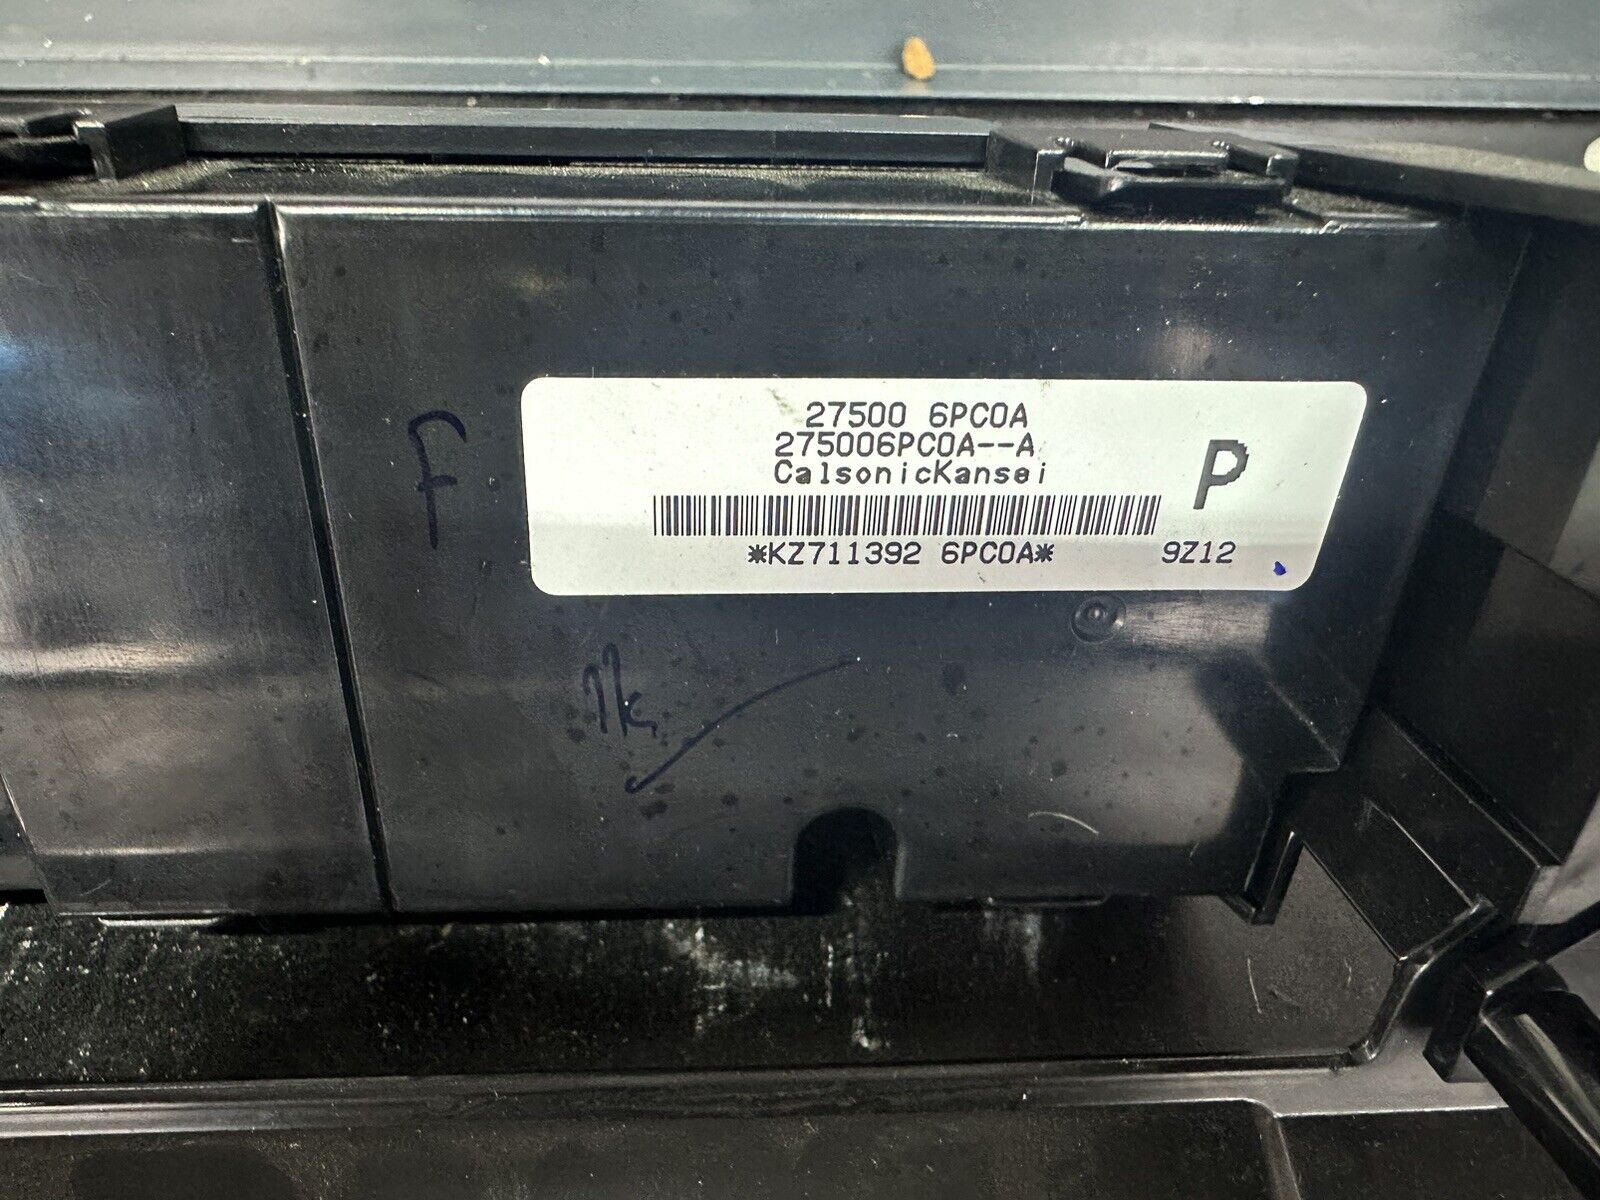 27500 6PC0A
275006PC0A--A
CalsonicKansei
P
*KZ711392 6PC0A*
9Z12
F